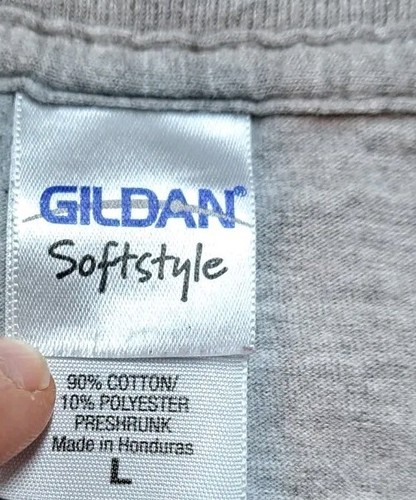 GILDAN®
Softstyle
90% COTTON/
10% POLYESTER
PRESHRUNK
Made in Honduras
L